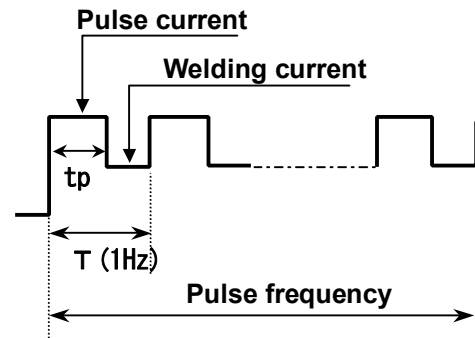 Pulse current
Welding current
tp
T (1Hz)
Pulse frequency